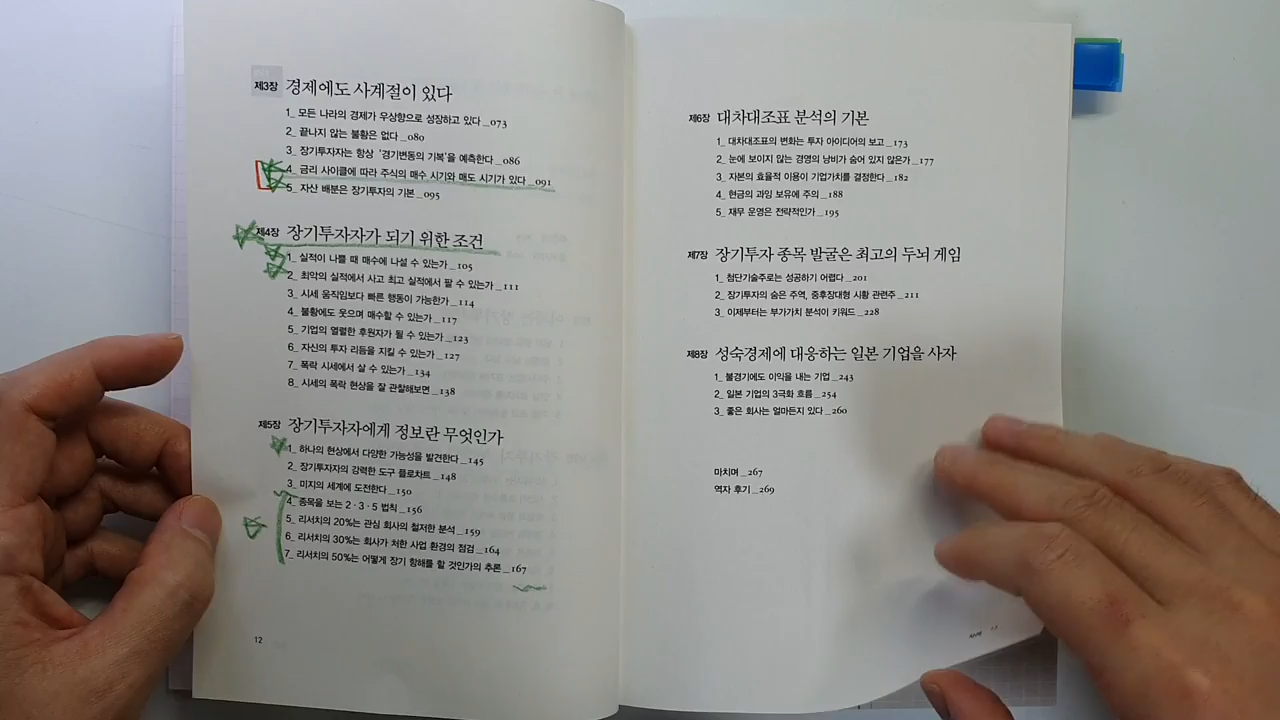 제3장 경제에도 사계절이 있다
1_ 모든 나라의 경제가 우상향으로 성장하고 있다 _073
2_ 끝나지 않는 불황은 없다 _080
3_ 장기투자자는 항상 '경기변동의 기복'을 예측한다 _086
4_ 금리 사이클에 따라 주식의 매수 시기와 매도 시기가 있다 _091
5_ 자산 배분은 장기투자의 기본 _095
제4장 장기투자자가 되기 위한 조건
1_ 실적이 나쁠 때 매수에 나설 수 있는가 _105
2_ 최악의 실적에서 사고 최고 실적에서 팔 수 있는가 _111
3_ 시세 움직임보다 빠른 행동이 가능한가 _114
4_ 불황에도 웃으며 매수할 수 있는가 _117
5_ 기업의 열렬한 후원자가 될 수 있는가 _123
6_ 자신의 투자 리듬을 지킬 수 있는가 _127
7_ 폭락 시세에서 살 수 있는가 _134
8_ 시세의 폭락 현상을 잘 관찰해보면 _138
제5장 장기투자자에게 정보란 무엇인가
1_ 하나의 현상에서 다양한 가능성을 발견한다 _145
2_ 장기투자자의 강력한 도구 플로차트 _148
3_ 미지의 세계에 도전한다 _150
4_ 종목을 보는 2·3·5 법칙 _156
5_ 리서치의 20%는 관심 회사의 철저한 분석 _159
6_ 리서치의 30%는 회사가 처한 사업 환경의 점검 _164
7_ 리서치의 50%는 어떻게 장기 항해를 할 것인가의 추론 _167
12
제6장 대차대조표 분석의 기본
1_ 대차대조표의 변화는 투자 아이디어의 보고 _173
2_ 눈에 보이지 않는 경영의 낭비가 숨어 있지 않은가 _177
3_ 자본의 효율적 이용이 기업가치를 결정한다 _182
4_ 현금의 과잉 보유에 주의 _188
5_ 재무 운영은 전략적인가 _195
제7장 장기투자 종목 발굴은 최고의 두뇌 게임
1_ 첨단기술주로는 성공하기 어렵다 _201
2_ 장기투자의 숨은 주역, 중후장대형 시황 관련주 _211
3_ 이제부터는 부가가치 분석이 키워드 _228
제8장 성숙경제에 대응하는 일본 기업을 사자
1_ 불경기에도 이익을 내는 기업 _243
2_ 일본 기업의 3극화 흐름 _254
3_ 좋은 회사는 얼마든지 있다 _260
마치며 _267
역자 후기 _269